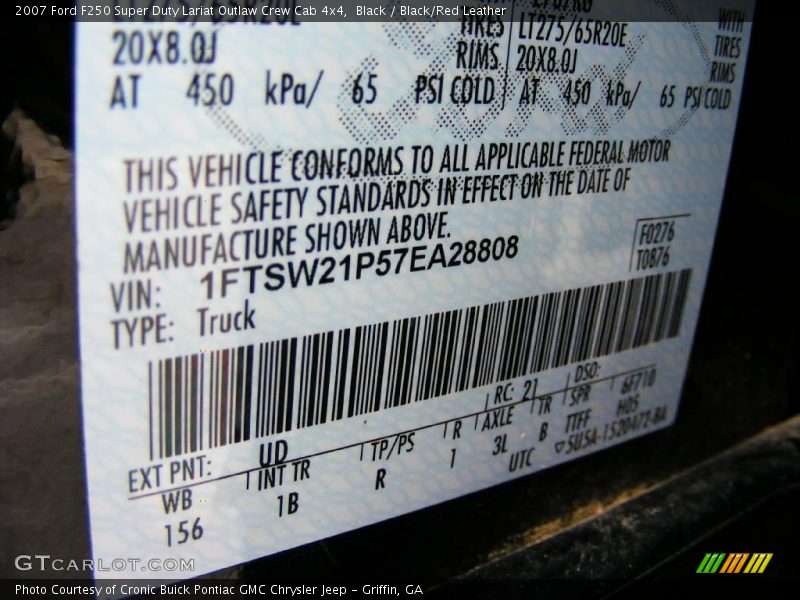 2007 Ford F250 Super Duty Lariat Outlaw Crew Cab 4x4, Black / Black/Red Leather
TIRES LT275/65R20E WITH
20X8.0J RIMS 20X8.0J TIRES
RIMS
AT 450 kPa/ 65 PSI COLD AT 450 kPa/ 65 PSI COLD
THIS VEHICLE CONFORMS TO ALL APPLICABLE FEDERAL MOTOR
VEHICLE SAFETY STANDARDS IN EFFECT ON THE DATE OF
MANUFACTURE SHOWN ABOVE.
F0276
T0876
VIN: 1FTSW21P57EA28808
TYPE: Truck
EXT PNT: UD RC: 21 DSO:
WB INT TR TP/PS R AXLE TR SPR 6F710
156 1B R 1 3L B TTFF H05
UTC ▽5U5A-1520472-BA
GTCARLOT.COM
Photo Courtesy of Cronic Buick Pontiac GMC Chrysler Jeep - Griffin, GA